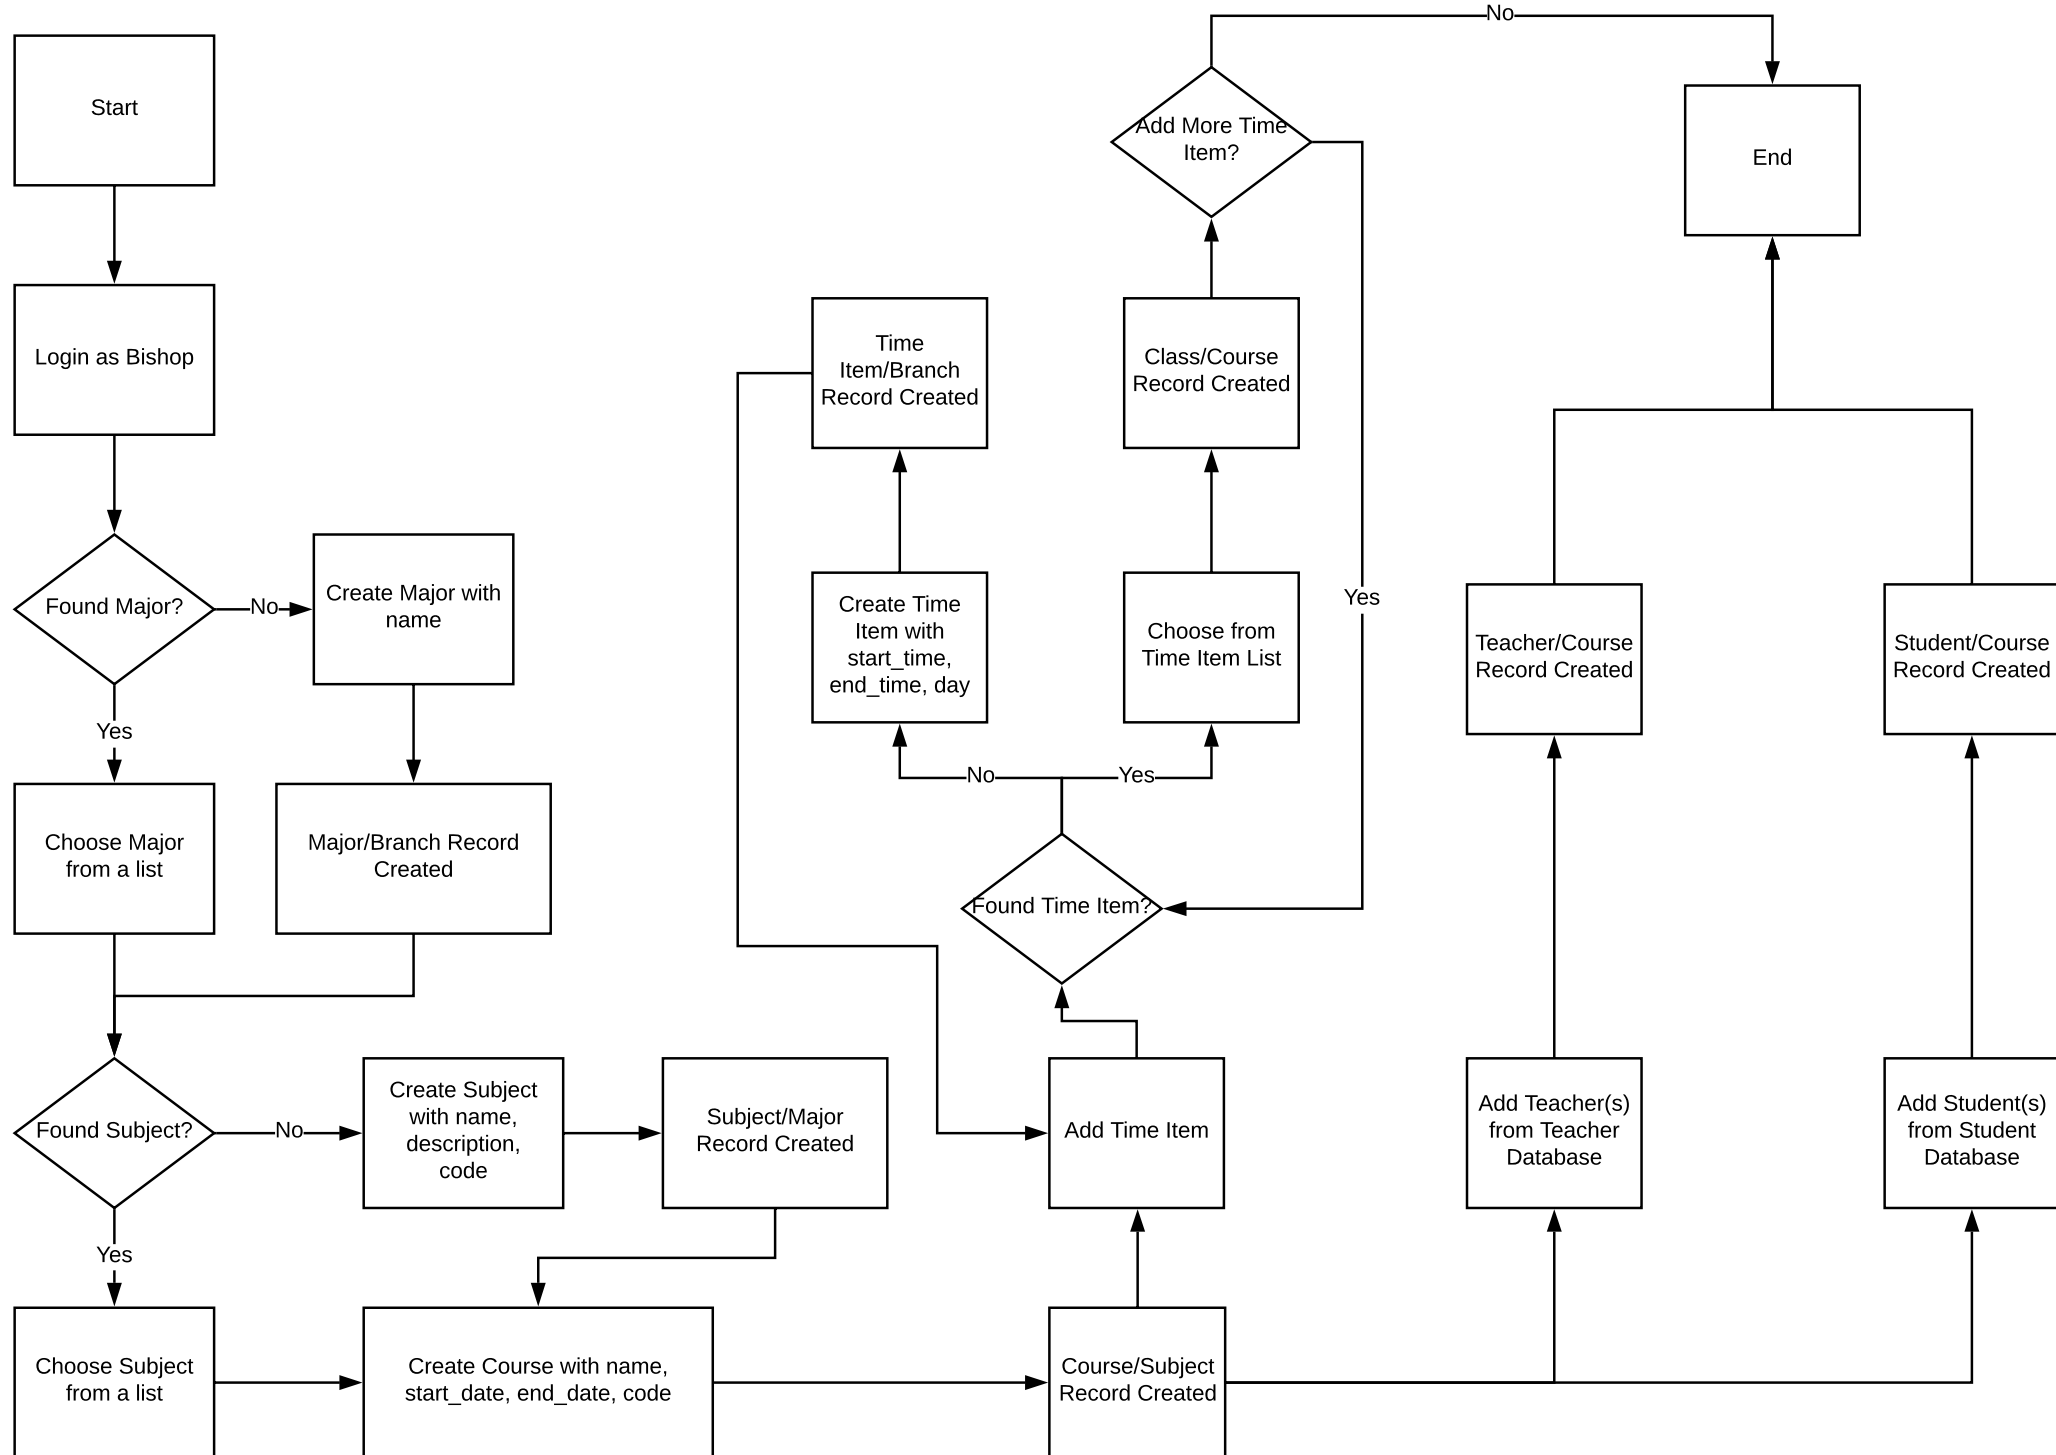 No
Start
Add More Time
Item?
End
Login as Bishop
Time
Item/Branch
Record Created
Class/Course
Record Created
Found Major?
No
Create Major with
name
Create Time
Item with
start_time,
end_time, day
Choose from
Time Item List
Yes
Teacher/Course
Record Created
Student/Course
Record Created
Yes
No
Yes
Choose Major
from a list
Major/Branch Record
Created
Found Time Item?
Found Subject?
No
Create Subject
with name,
description,
code
Subject/Major
Record Created
Add Time Item
Add Teacher(s)
from Teacher
Database
Add Student(s)
from Student
Database
Yes
Choose Subject
from a list
Create Course with name,
start_date, end_date, code
Course/Subject
Record Created